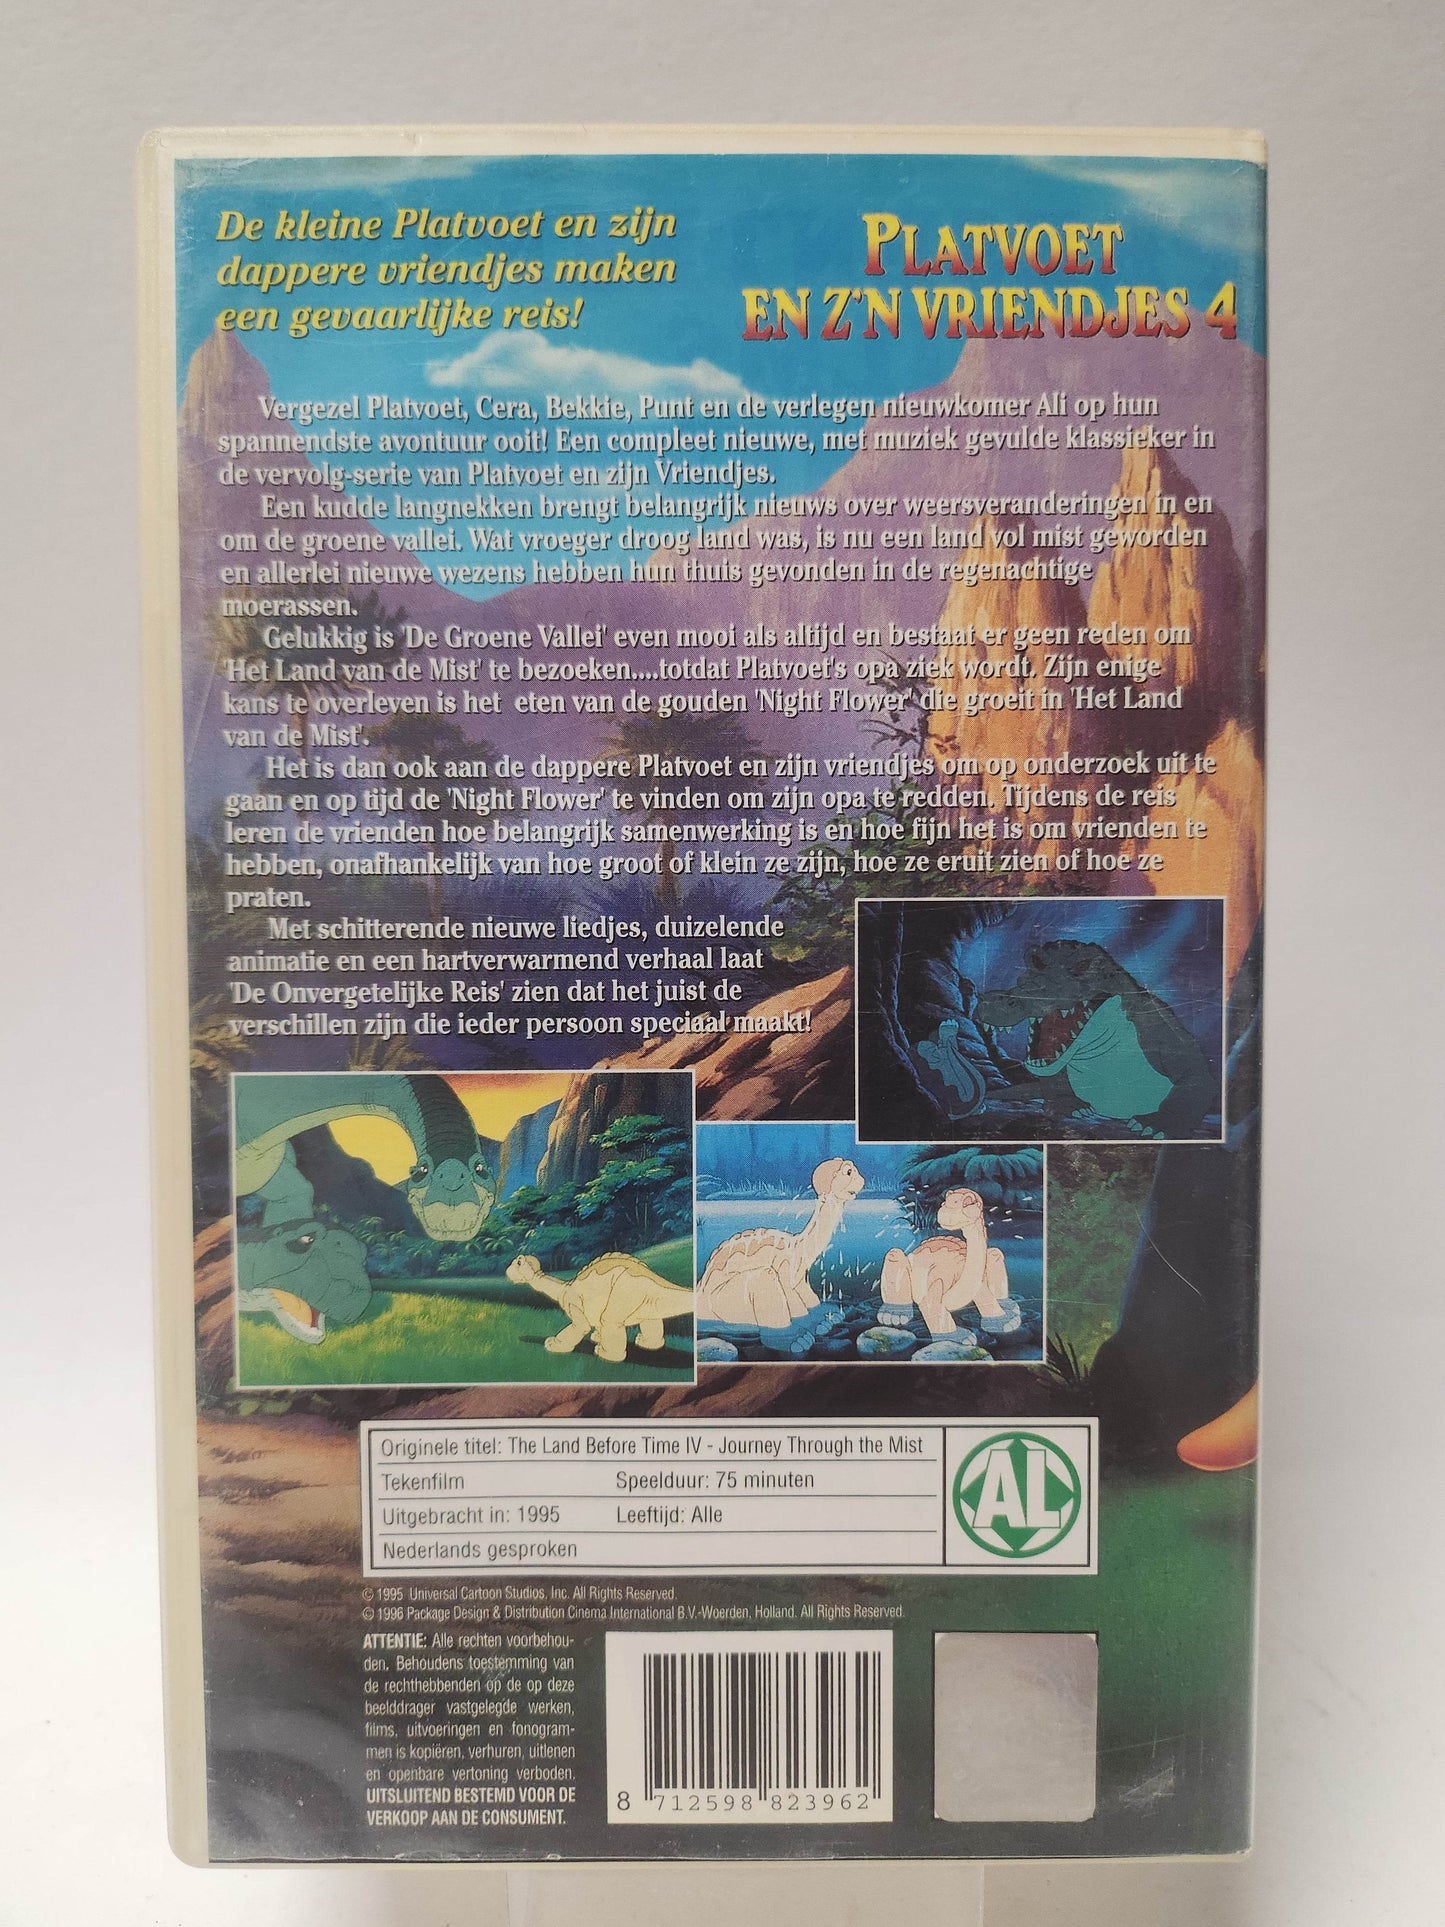 De kleine Platvoet en zijn
dappere vriendjes maken
een gevaarlijke reis!
PLATVOET
EN Z'N VRIENDJES 4
Vergezel Platvoet, Cera, Bekkie, Punt en de verlegen nieuwkomer Ali op hun
spannendste avontuur ooit! Een compleet nieuwe, met muziek gevulde klassieker in
de vervolg-serie van Platvoet en zijn Vriendjes.
Een kudde langnekken brengt belangrijk nieuws over weersveranderingen in en
om de groene vallei. Wat vroeger droog land was, is nu een land vol mist geworden
en allerlei nieuwe wezens hebben hun thuis gevonden in de regenachtige
moerassen.
Gelukkig is 'De Groene Vallei' even mooi als altijd en bestaat er geen reden om
'Het Land van de Mist' te bezoeken....totdat Platvoet's opa ziek wordt. Zijn enige
kans te overleven is het eten van de gouden 'Night Flower' die groeit in 'Het Land
van de Mist'.
Het is dan ook aan de dappere Platvoet en zijn vriendjes om op onderzoek uit te
gaan en op tijd de 'Night Flower' te vinden om zijn opa te redden. Tijdens de reis
leren de vrienden hoe belangrijk samenwerking is en hoe fijn het is om vrienden te
hebben, onafhankelijk van hoe groot of klein ze zijn, hoe ze eruit zien of hoe ze
praten.
Met schitterende nieuwe liedjes, duizelende
animatie en een hartverwarmend verhaal laat
'De Onvergetelijke Reis' zien dat het juist de
verschillen zijn die ieder persoon speciaal maakt!
Originele titel: The Land Before Time IV - Journey Through the Mist
Tekenfilm Speelduur: 75 minuten
Uitgebracht in: 1995 Leeftijd: Alle
Nederlands gesproken
AL
© 1995 Universal Cartoon Studios, Inc. All Rights Reserved.
© 1996 Package Design & Distribution Cinema International B.V.-Woerden, Holland. All Rights Reserved.
ATTENTIE: Alle rechten voorbehou-
den. Behoudens toestemming van
de rechthebbenden op de op deze
beelddrager vastgelegde werken,
films, uitvoeringen en fonogram-
men is kopiëren, verhuren, uitlenen
en openbare vertoning verboden.
UITSLUITEND BESTEMD VOOR DE
VERKOOP AAN DE CONSUMENT.
8 712598 823962